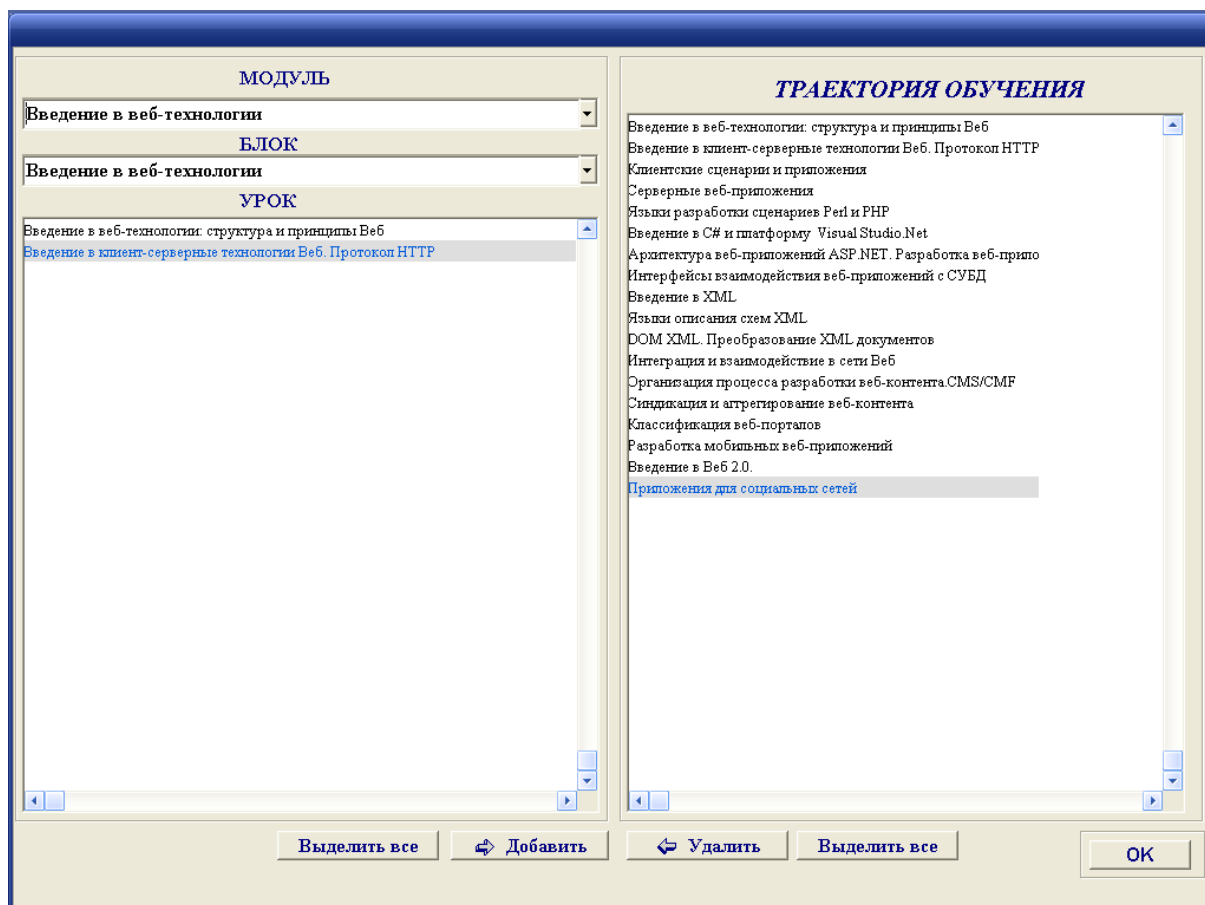 МОДУЛЬ
Введение в веб-технологии
БЛОК
Введение в веб-технологии
УРОК
Введение в веб-технологии: структура и принципы Веб
Введение в клиент-серверные технологии Веб. Протокол HTTP
ТРАЕКТОРИЯ ОБУЧЕНИЯ
Введение в веб-технологии: структура и принципы Веб
Введение в клиент-серверные технологии Веб. Протокол HTTP
Клиентские сценарии и приложения
Серверные веб-приложения
Языки разработки сценариев Perl и PHP
Введение в C# и платформу Visual Studio.Net
Архитектура веб-приложений ASP.NET. Разработка веб-прило
Интерфейсы взаимодействия веб-приложений с СУБД
Введение в XML
Языки описания схем XML
DOM XML. Преобразование XML документов
Интеграция и взаимодействие в сети Веб
Организация процесса разработки веб-контента.CMS/CMF
Синдикация и аггрегирование веб-контента
Классификация веб-порталов
Разработка мобильных веб-приложений
Введение в Веб 2.0.
Приложения для социальных сетей
Выделить все
Добавить
Удалить
Выделить все
OK